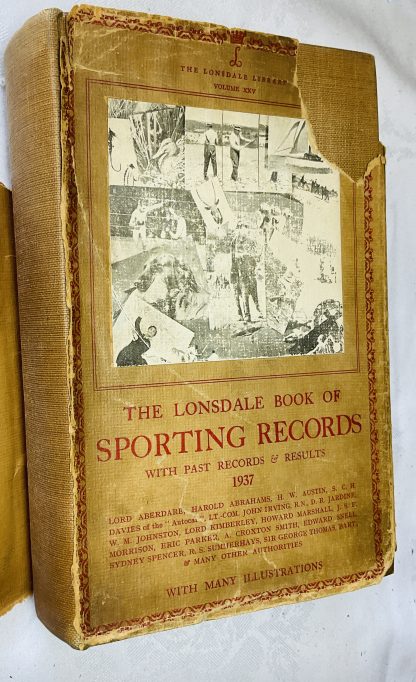 L
THE LONSDALE LIBRARY
VOLUME XXV
THE LONSDALE BOOK OF
SPORTING RECORDS
WITH PAST RECORDS & RESULTS
1937
LORD ABERDARE, HAROLD ABRAHAMS, H. W. AUSTIN, S. C. H.
DAVIES of the "Autocar," LT-COM. JOHN IRVING, R.N., D. R. JARDINE,
W. M. JOHNSTON, LORD KIMBERLEY, HOWARD MARSHALL, J. S. F.
MORRISON, ERIC PARKER, A. CROXTON SMITH, EDWARD SNEAD,
SYDNEY SPENCER, R. S. SUMMERHAYS, SIR GEORGE THOMAS, BART,
& MANY OTHER AUTHORITIES
WITH MANY ILLUSTRATIONS